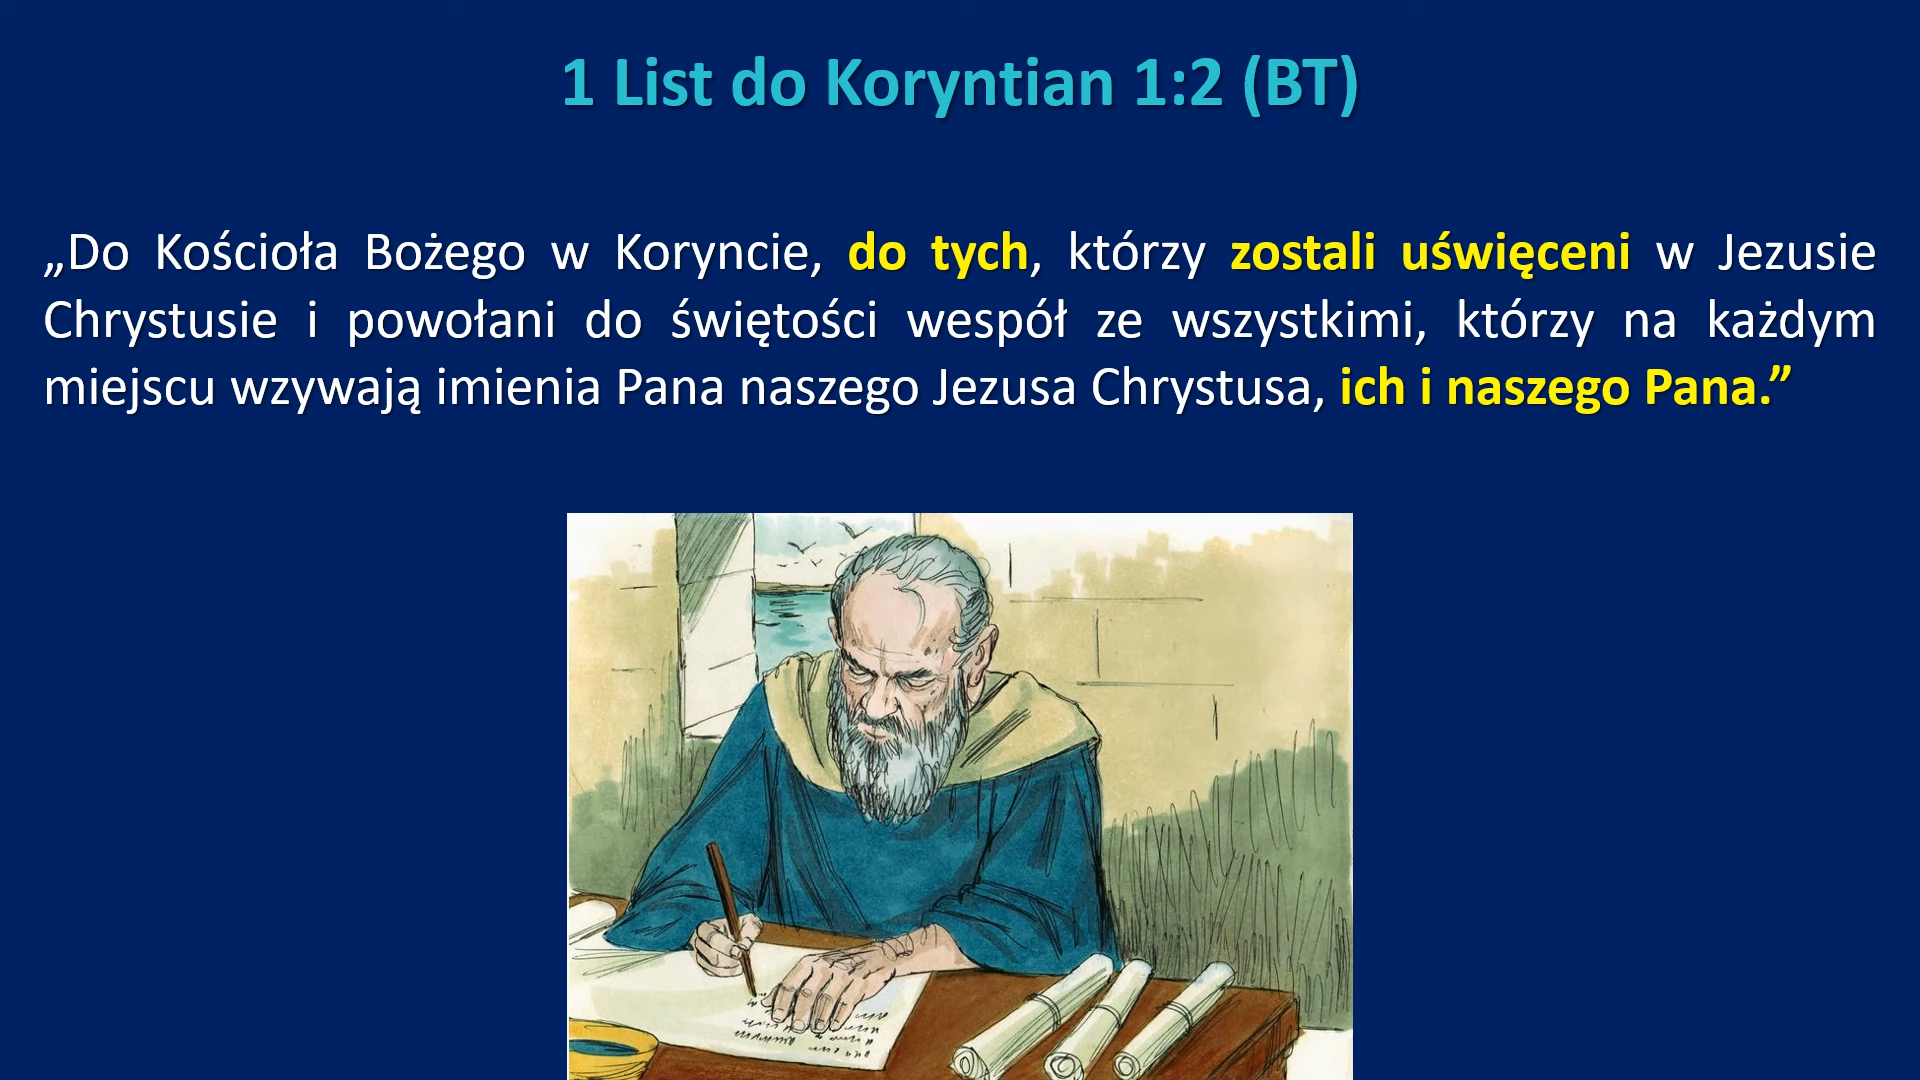 1 List do Koryntian 1:2 (BT)
„Do Kościoła Bożego w Koryncie, do tych, którzy zostali uświęceni w Jezusie
Chrystusie i powołani do świętości wespół ze wszystkimi, którzy na każdym
miejscu wzywają imienia Pana naszego Jezusa Chrystusa, ich i naszego Pana.”